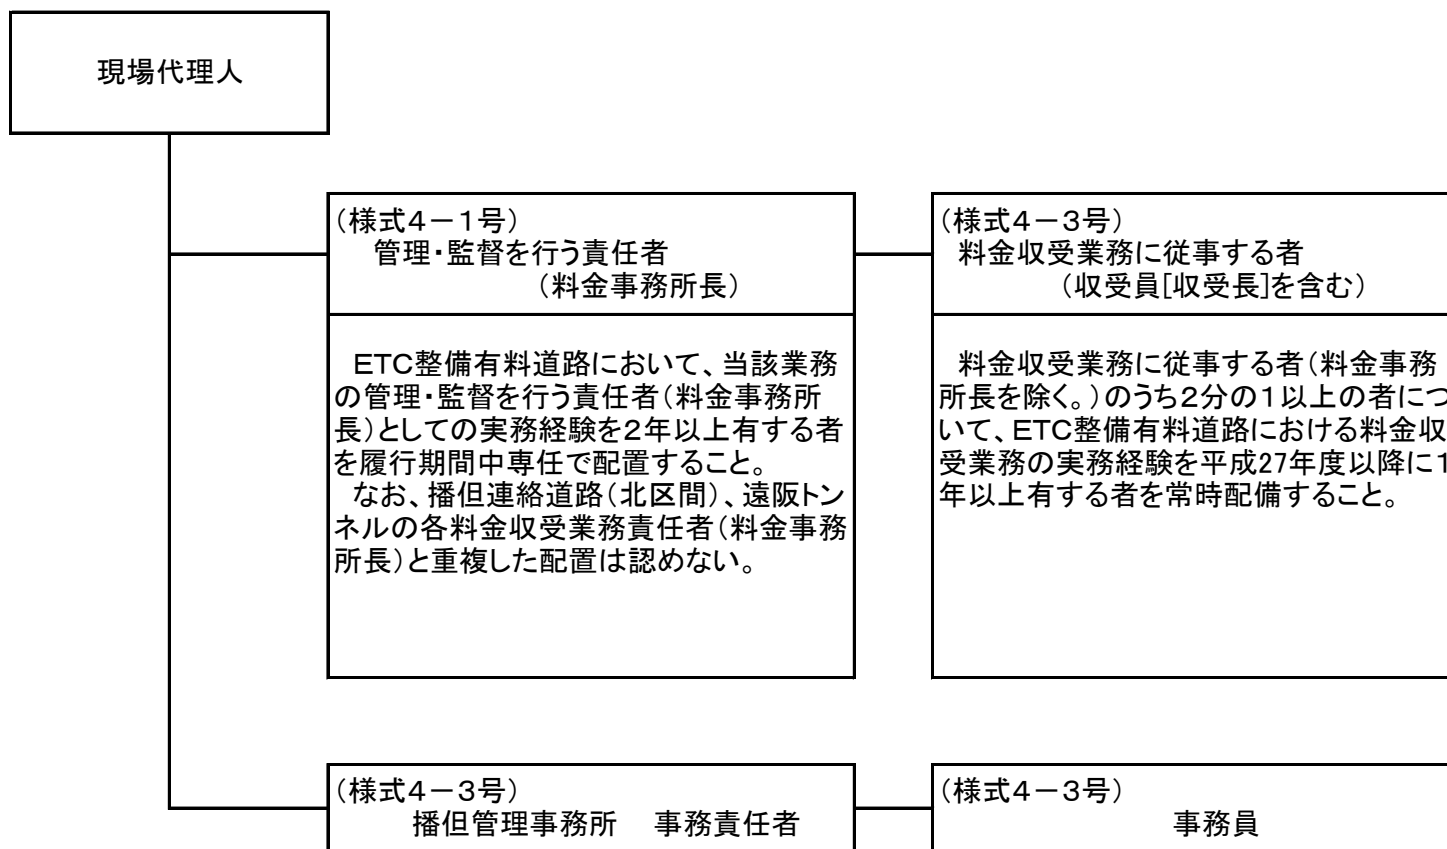 現場代理人
(様式4－1号)
管理・監督を行う責任者
(料金事務所長)
ETC整備有料道路において、当該業務
の管理・監督を行う責任者(料金事務所
長)としての実務経験を2年以上有する者
を履行期間中専任で配置すること。
なお、播但連絡道路(北区間)、遠阪トン
ネルの各料金収受業務責任者(料金事務
所長)と重複した配置は認めない。
(様式4－3号)
料金収受業務に従事する者
(収受員[収受長]を含む)
料金収受業務に従事する者(料金事務
所長を除く。)のうち2分の1以上の者につ
いて、ETC整備有料道路における料金収
受業務の実務経験を平成27年度以降に1
年以上有する者を常時配備すること。
(様式4－3号)
播但管理事務所　事務責任者
(様式4－3号)
事務員